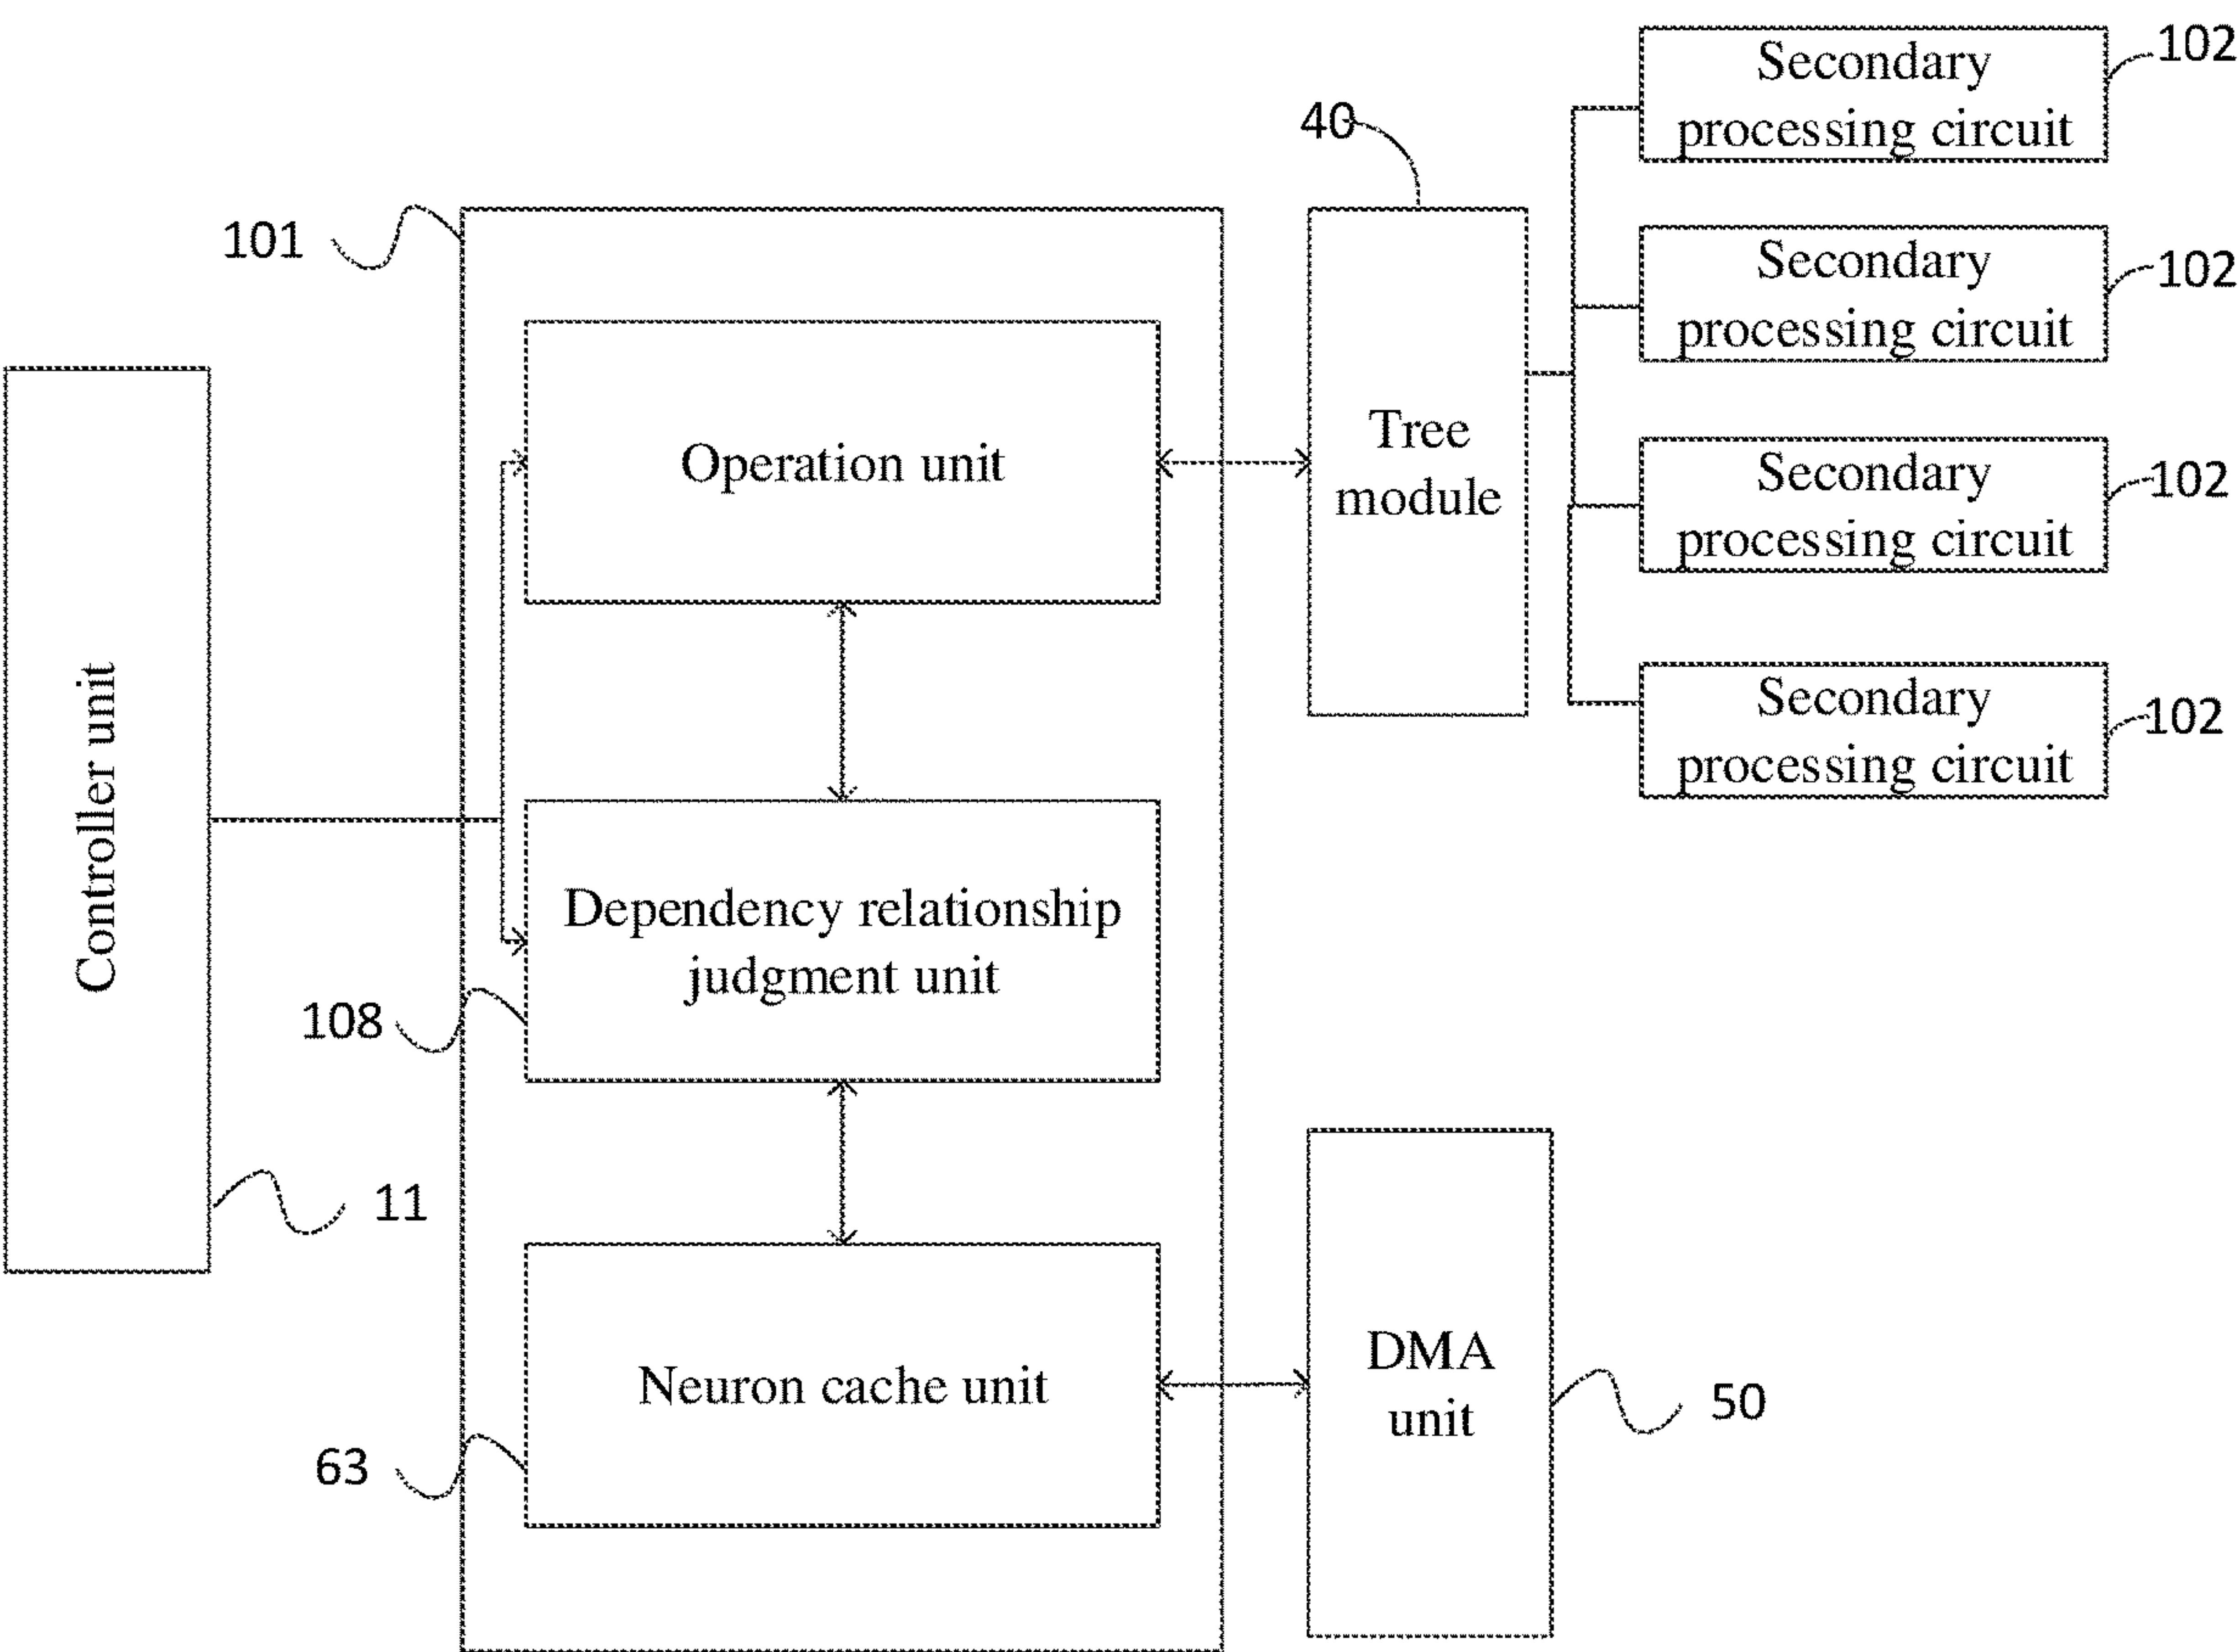 Secondary
processing circuit
102
40
Secondary
processing circuit
102
101
Operation unit
Tree
module
Secondary
processing circuit
102
Secondary
processing circuit
102
Controller unit
Dependency relationship
judgment unit
108
11
Neuron cache unit
DMA
unit
50
63